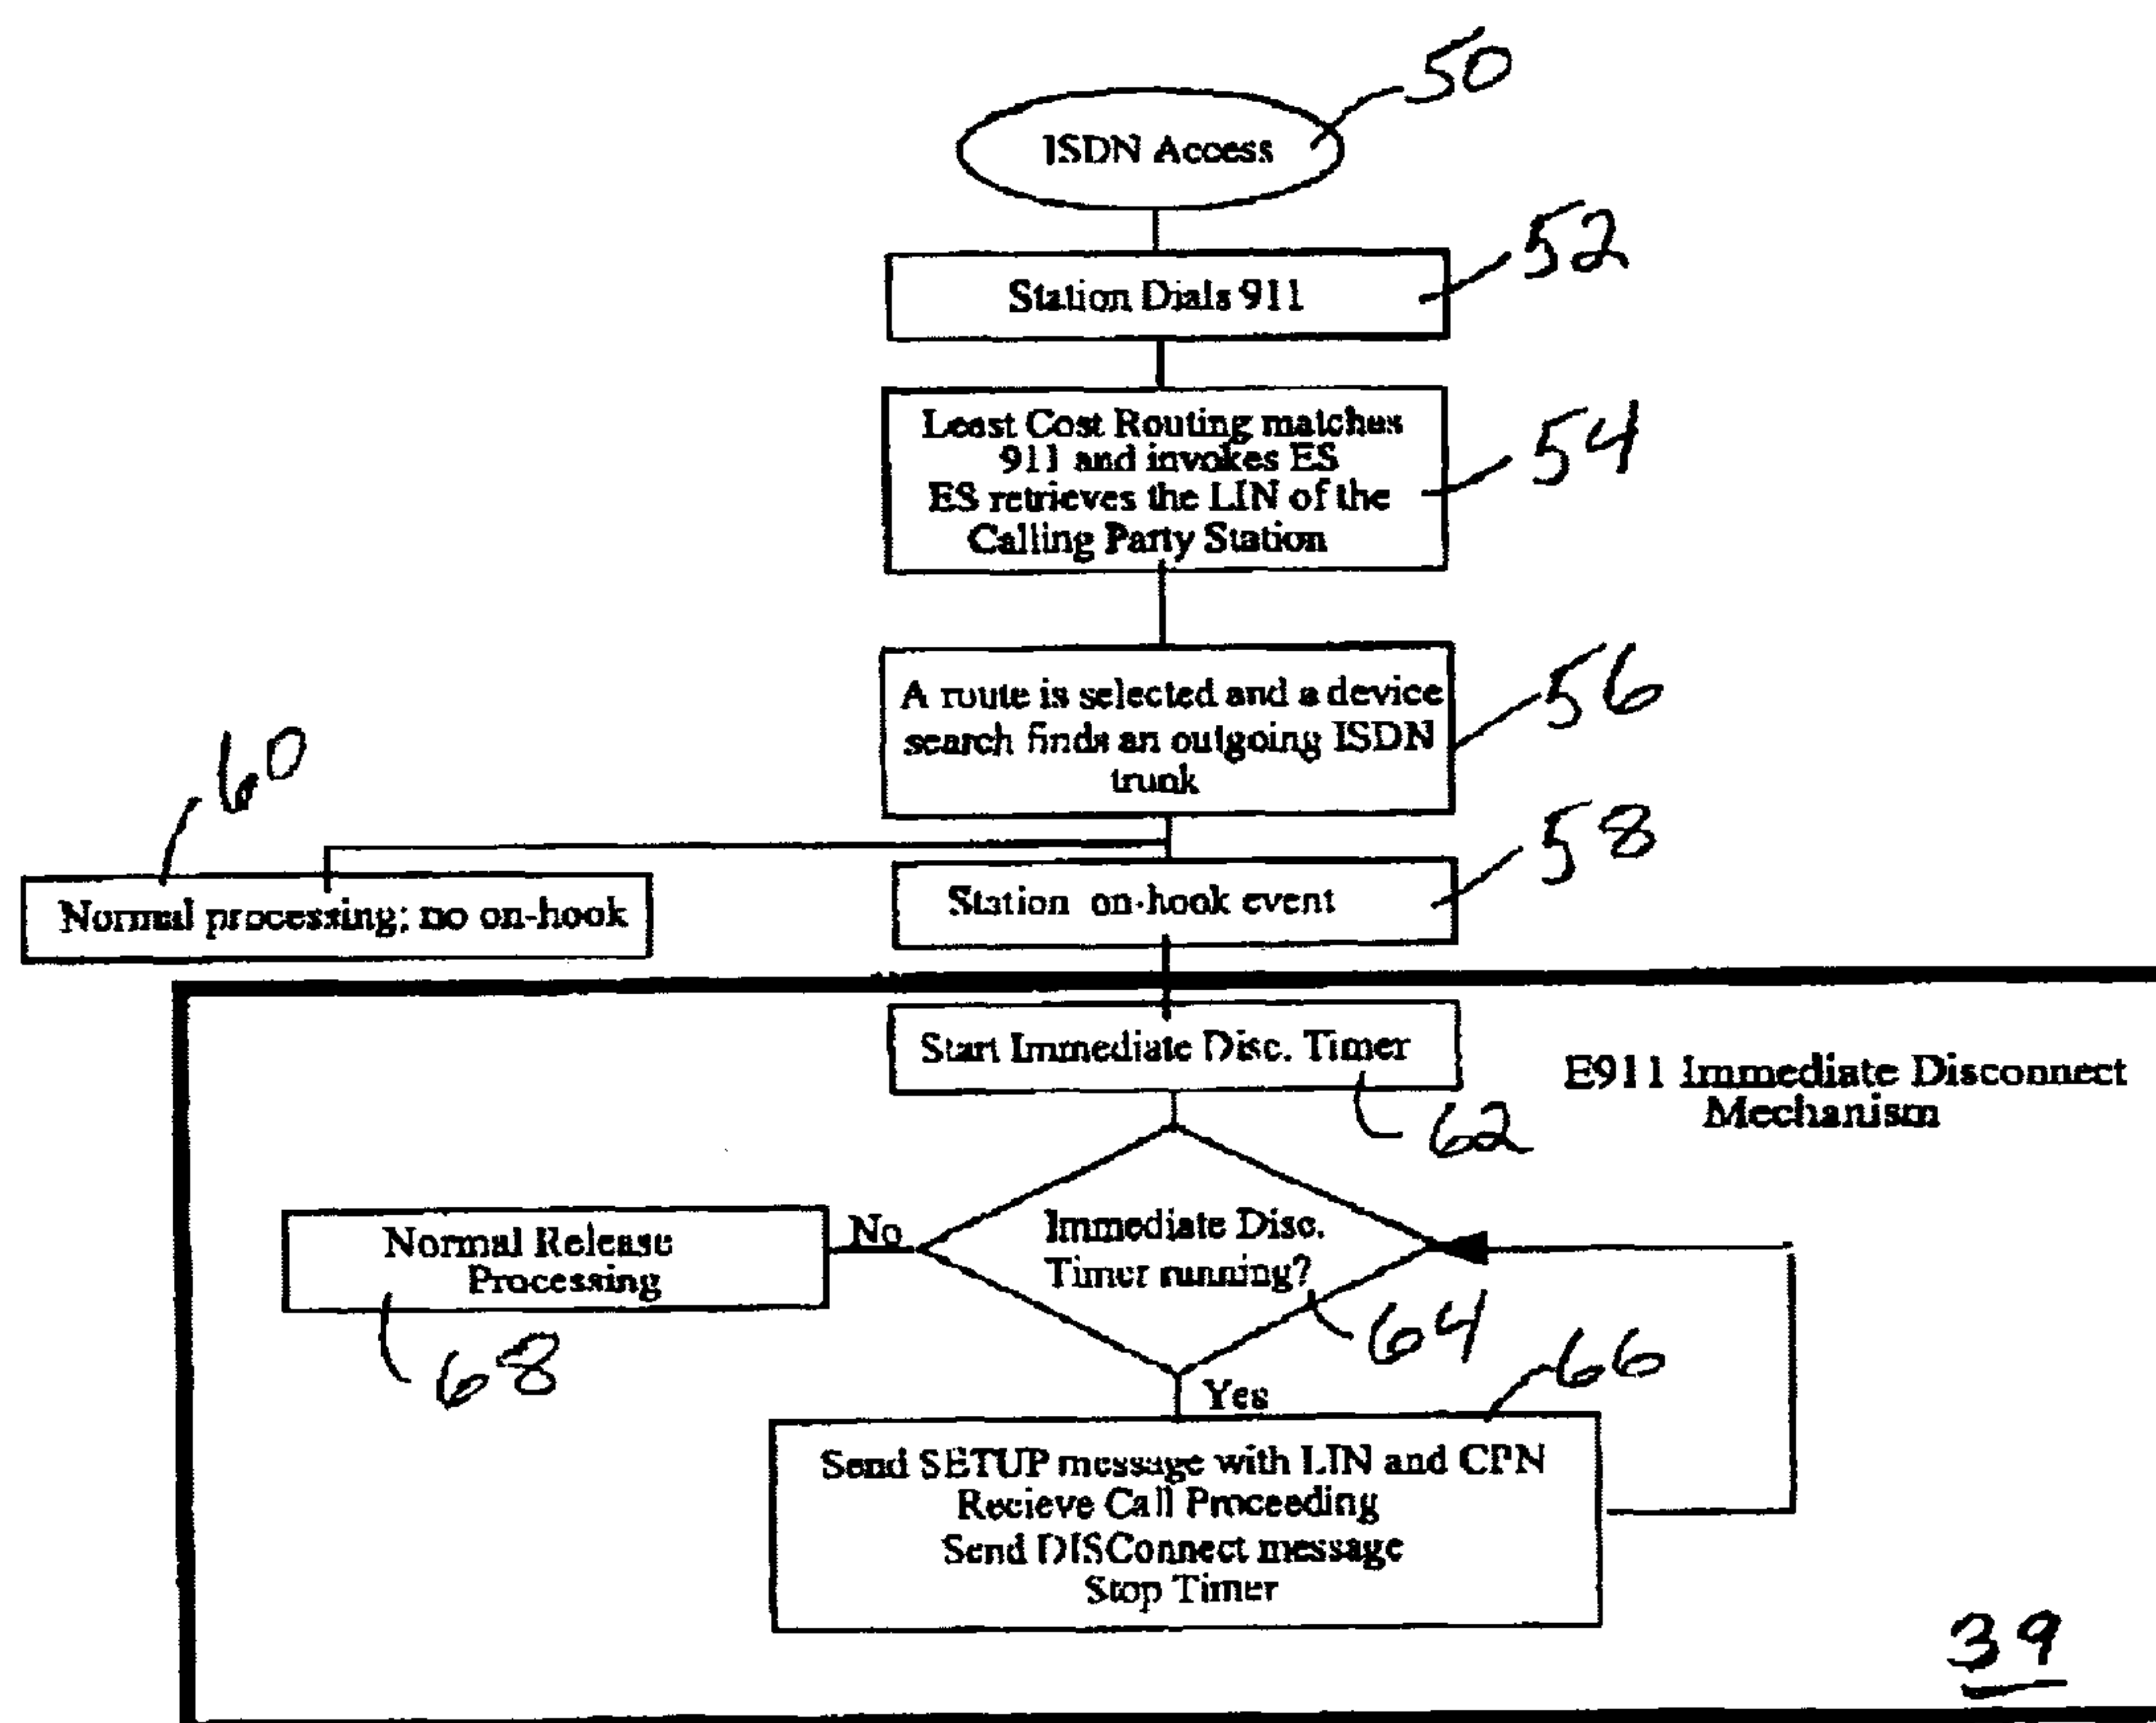 50
ISDN Access
52
Station Dials 911
54
Least Cost Routing matches
911 and invokes ES
ES retrieves the LIN of the
Calling Party Station
56
A route is selected and a device
search finds an outgoing ISDN
trunk
60
58
Normal processing; no on-hook
Station on-hook event
Start Immediate Disc. Timer
62
E911 Immediate Disconnect
Mechanism
Immediate Disc.
Timer running?
64
No
Normal Release
Processing
68
Yes
66
Send SETUP message with LIN and CPN
Recieve Call Proceeding
Send DISConnect message
Stop Timer
39